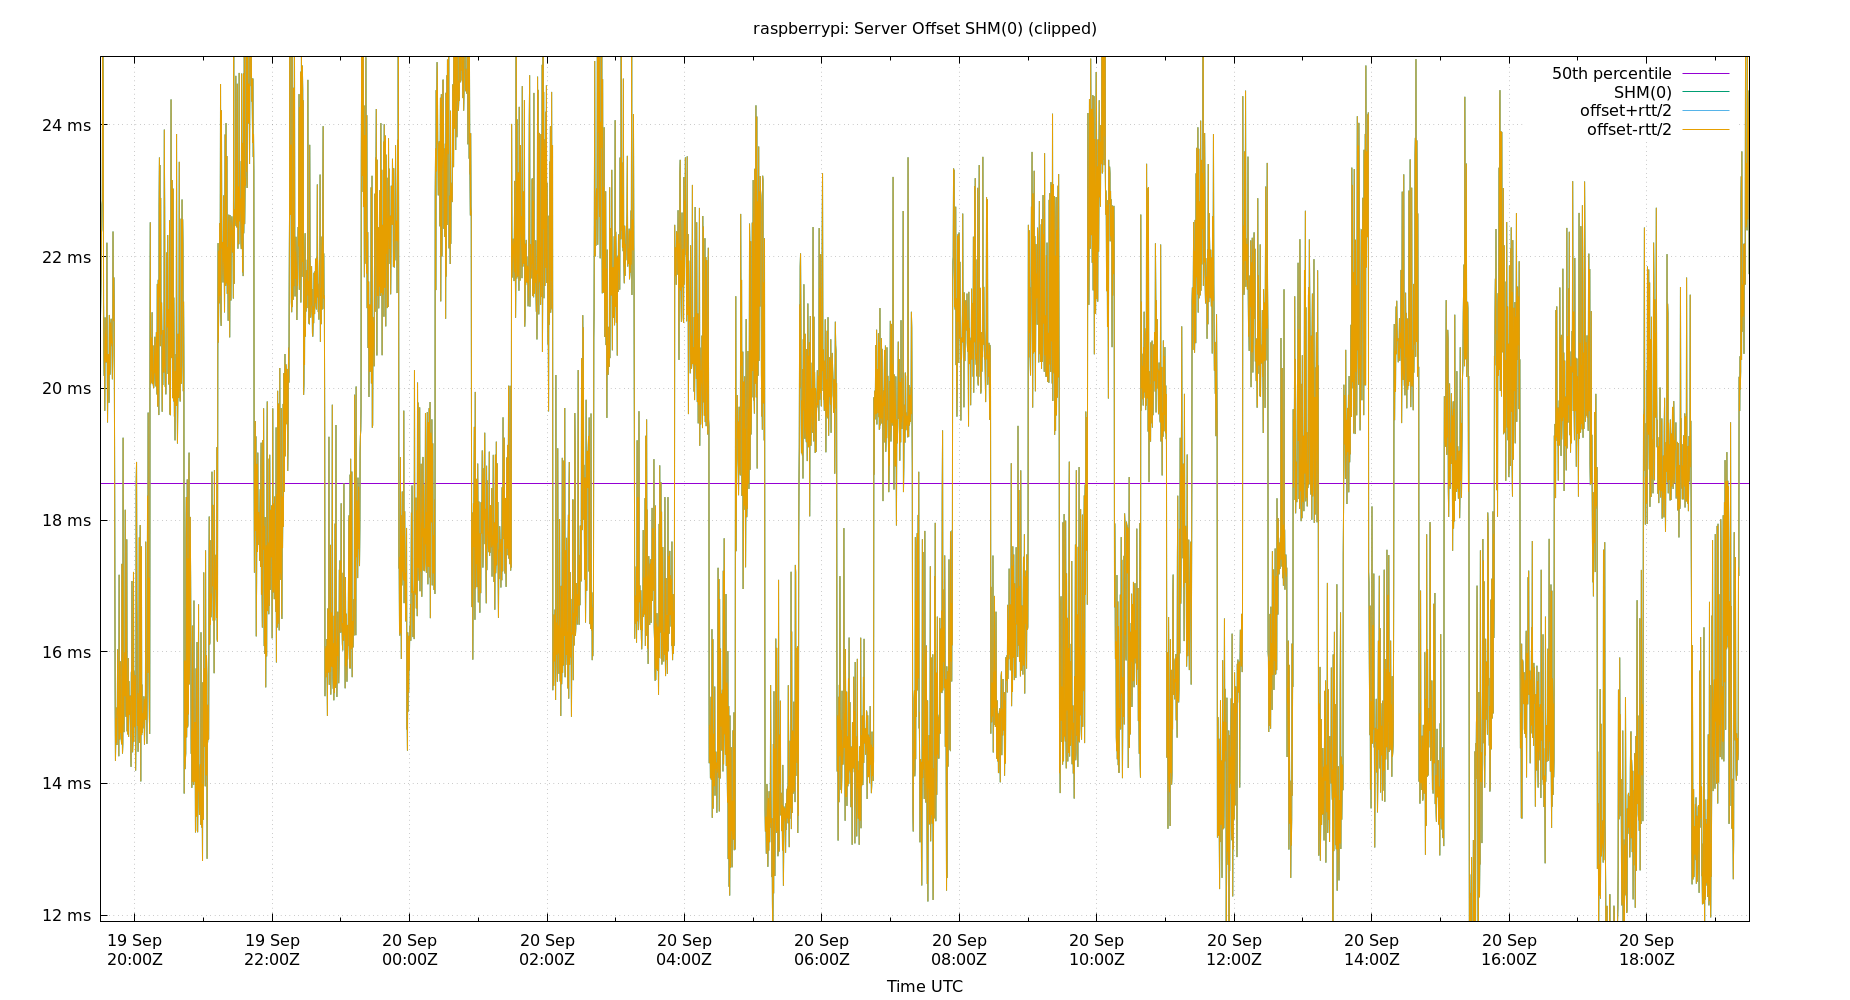 raspberrypi: Server Offset SHM(0) (clipped)
50th percentile
SHM(0)
offset+rtt/2
offset-rtt/2
24 ms
22 ms
20 ms
18 ms
16 ms
14 ms
12 ms
19 Sep 19 Sep 20 Sep 20 Sep 20 Sep 20 Sep 20 Sep 20 Sep 20 Sep 20 Sep 20 Sep 20 Sep
20:00Z 22:00Z 00:00Z 02:00Z 04:00Z 06:00Z 08:00Z 10:00Z 12:00Z 14:00Z 16:00Z 18:00Z
Time UTC